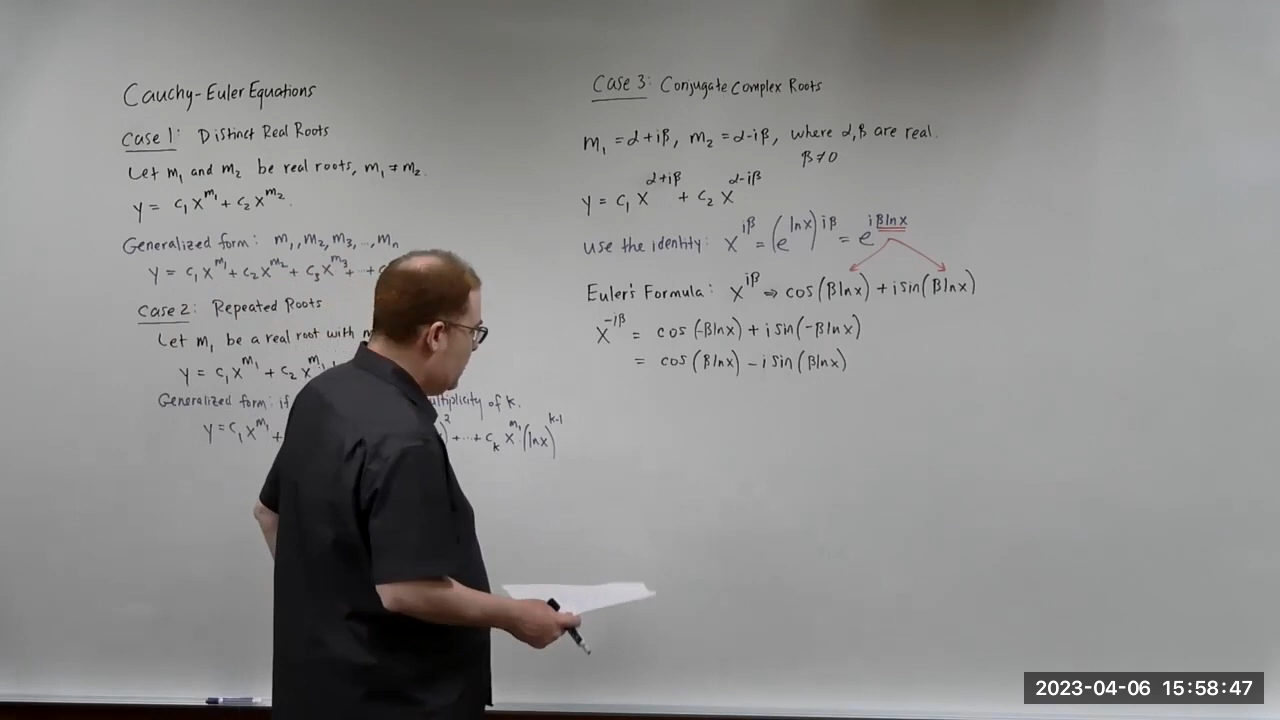 Cauchy-Euler Equations
Case 1: Distinct Real Roots
Let m₁ and m₂ be real roots, m₁ ≠ m₂.
y = c₁x^m₁ + c₂x^m₂.
Generalized form: m₁, m₂, m₃, ..., mₙ
y = c₁x^m₁ + c₂x^m₂ + c₃x^m₃ + ... +
Case 2: Repeated Roots
Let m₁ be a real root with
y = c₁x^m₁ + c₂x^m₁
Generalized form: if multiplicity of k.
y = c₁x^m₁ + )² + ... + cₖ x^m₁ (lnx)^k-1
Case 3: Conjugate Complex Roots
m₁ = α+iβ, m₂ = α-iβ, where α, β are real.
β≠0
y = c₁ x^α+iβ + c₂ x^α-iβ
use the identity: x^iβ = (e^lnx)^iβ = e^iβlnx
Euler's Formula: x^iβ ⇒ cos(βlnx) + i sin(βlnx)
x^-iβ = cos(-βlnx) + i sin(-βlnx)
= cos(βlnx) - i sin(βlnx)
2023-04-06 15:58:47